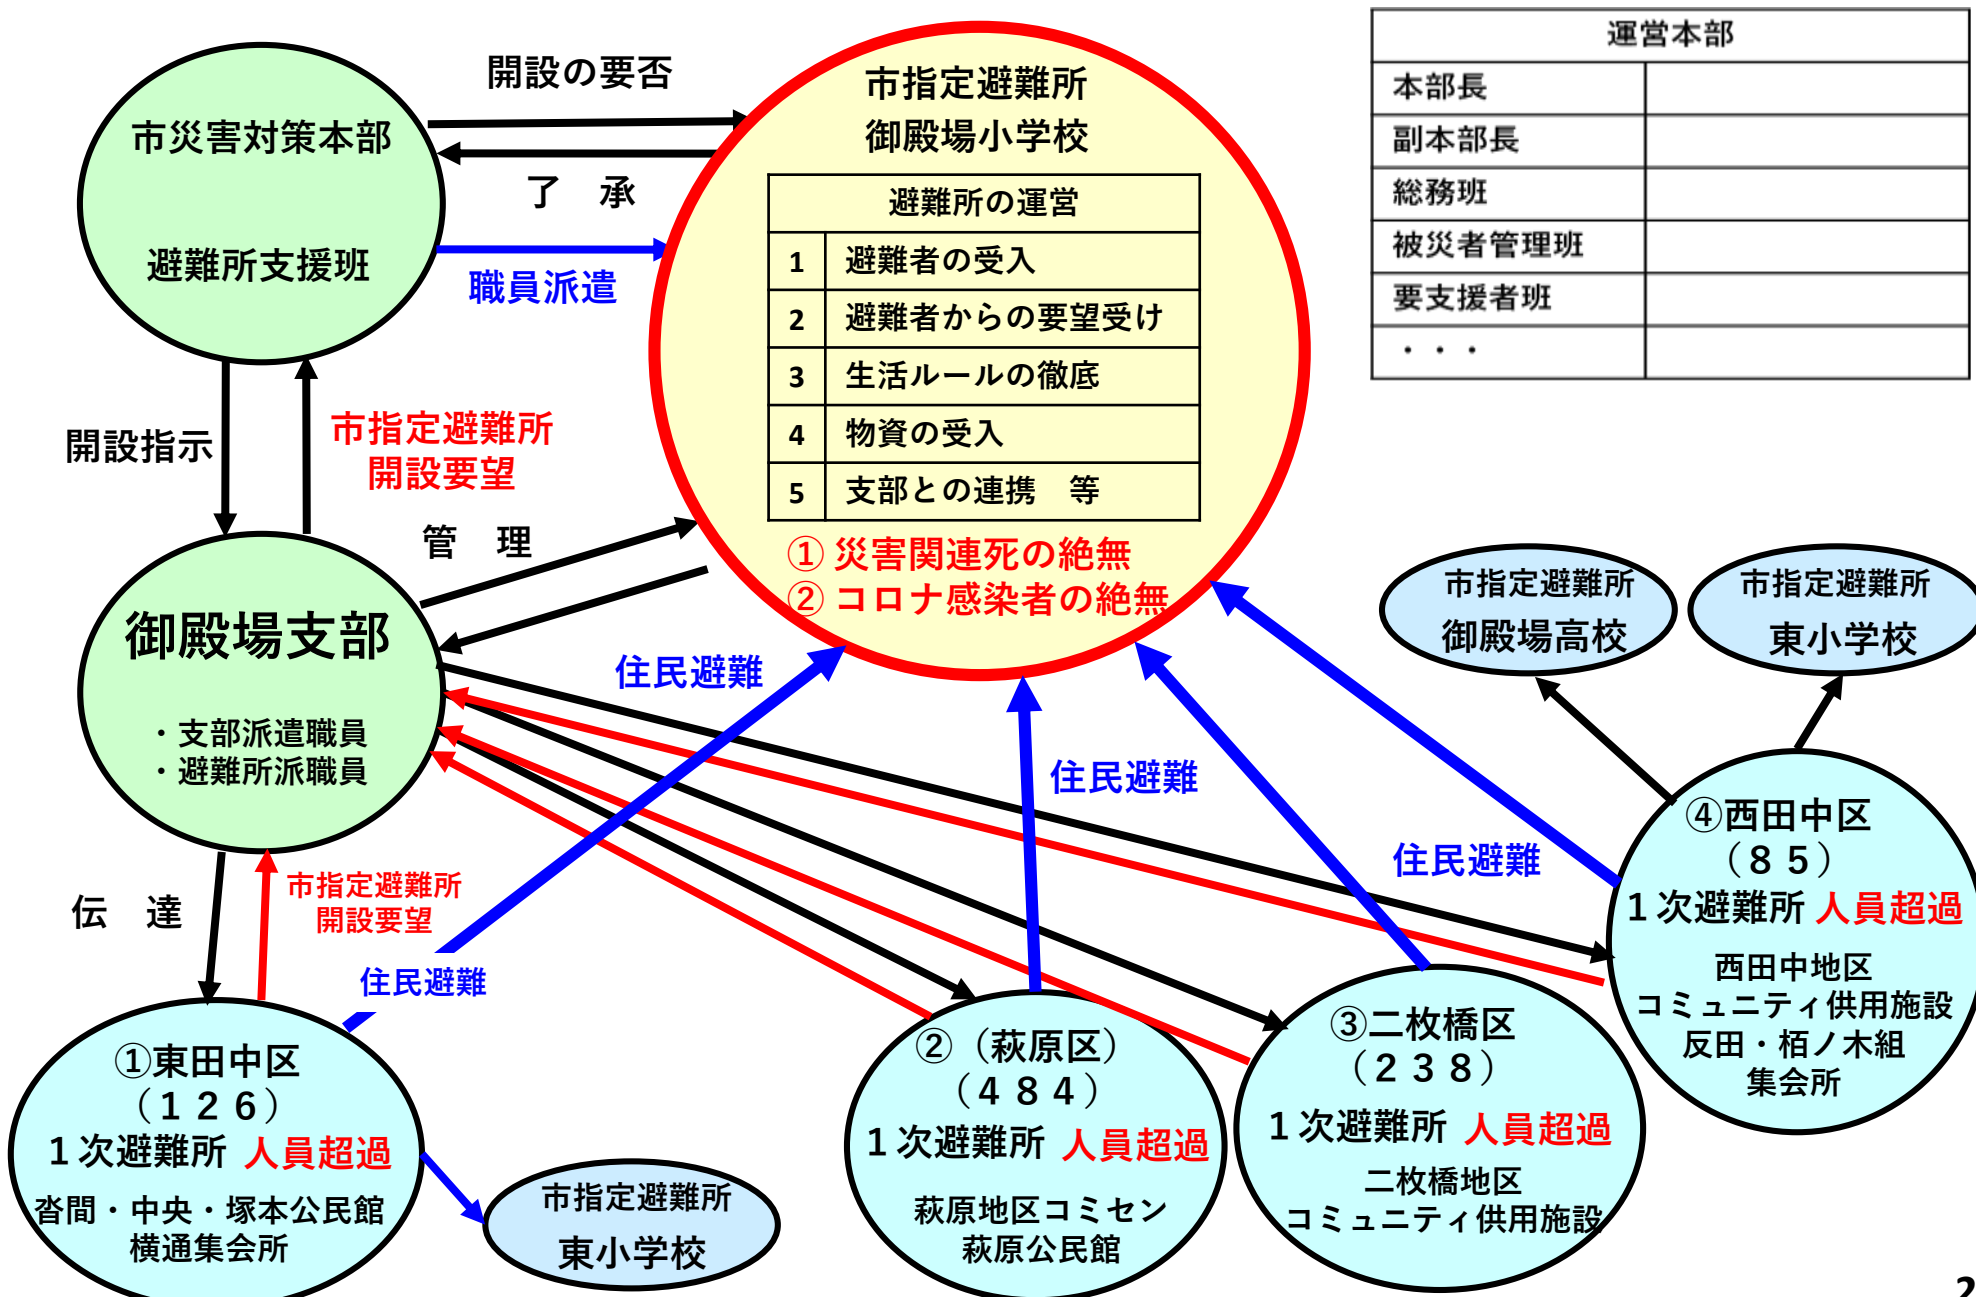 開設の要否
市災害対策本部
避難所支援班
了　承
職員派遣
市指定避難所
御殿場小学校
避難所の運営
1 避難者の受入
2 避難者からの要望受け
3 生活ルールの徹底
4 物資の受入
5 支部との連携　等
①災害関連死の絶無
②コロナ感染者の絶無
運営本部
本部長
副本部長
総務班
被災者管理班
要支援者班
・・・
開設指示
市指定避難所
開設要望
管　理
御殿場支部
・支部派遣職員
・避難所派職員
住民避難
住民避難
住民避難
市指定避難所
御殿場高校
市指定避難所
東小学校
伝　達
市指定避難所
開設要望
住民避難
①東田中区
（１２６）
１次避難所 人員超過
沓間・中央・塚本公民館
横通集会所
市指定避難所
東小学校
②（萩原区）
（４８４）
１次避難所 人員超過
萩原地区コミセン
萩原公民館
③二枚橋区
（２３８）
１次避難所 人員超過
二枚橋地区
コミュニティ供用施設
④西田中区
（８５）
１次避難所 人員超過
西田中地区
コミュニティ供用施設
反田・栢ノ木組
集会所
2